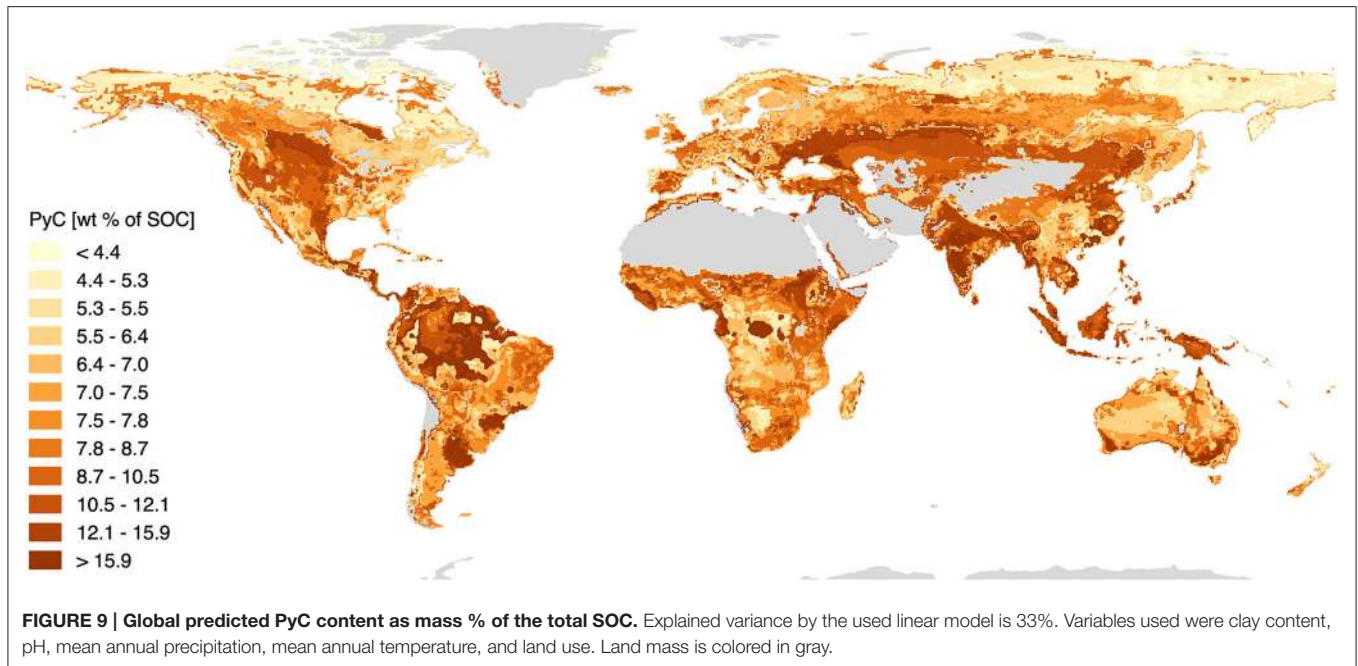 PyC [wt % of SOC]
< 4.4
4.4 - 5.3
5.3 - 5.5
5.5 - 6.4
6.4 - 7.0
7.0 - 7.5
7.5 - 7.8
7.8 - 8.7
8.7 - 10.5
10.5 - 12.1
12.1 - 15.9
> 15.9
FIGURE 9 | Global predicted PyC content as mass % of the total SOC. Explained variance by the used linear model is 33%. Variables used were clay content,
pH, mean annual precipitation, mean annual temperature, and land use. Land mass is colored in gray.